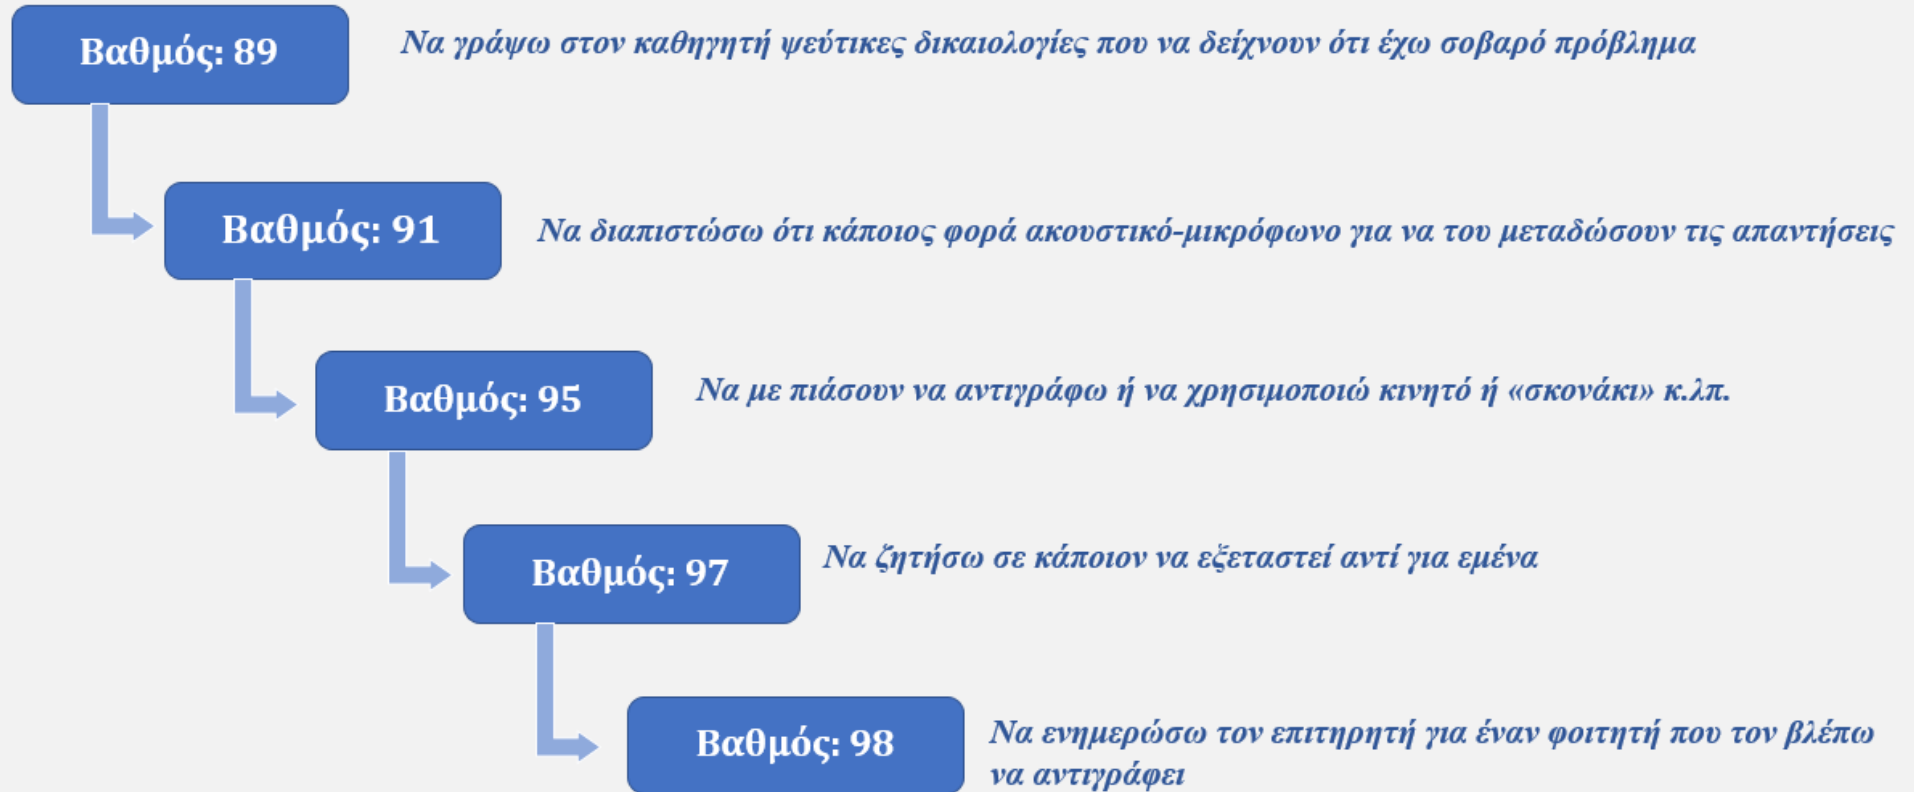 Βαθμός: 89
Να γράψω στον καθηγητή ψεύτικες δικαιολογίες που να δείχνουν ότι έχω σοβαρό πρόβλημα
Βαθμός: 91
Να διαπιστώσω ότι κάποιος φορά ακουστικό-μικρόφωνο για να του μεταδώσουν τις απαντήσεις
Βαθμός: 95
Να με πιάσουν να αντιγράφω ή να χρησιμοποιώ κινητό ή «σκονάκι» κ.λπ.
Βαθμός: 97
Να ζητήσω σε κάποιον να εξεταστεί αντί για εμένα
Βαθμός: 98
Να ενημερώσω τον επιτηρητή για έναν φοιτητή που τον βλέπω
να αντιγράφει